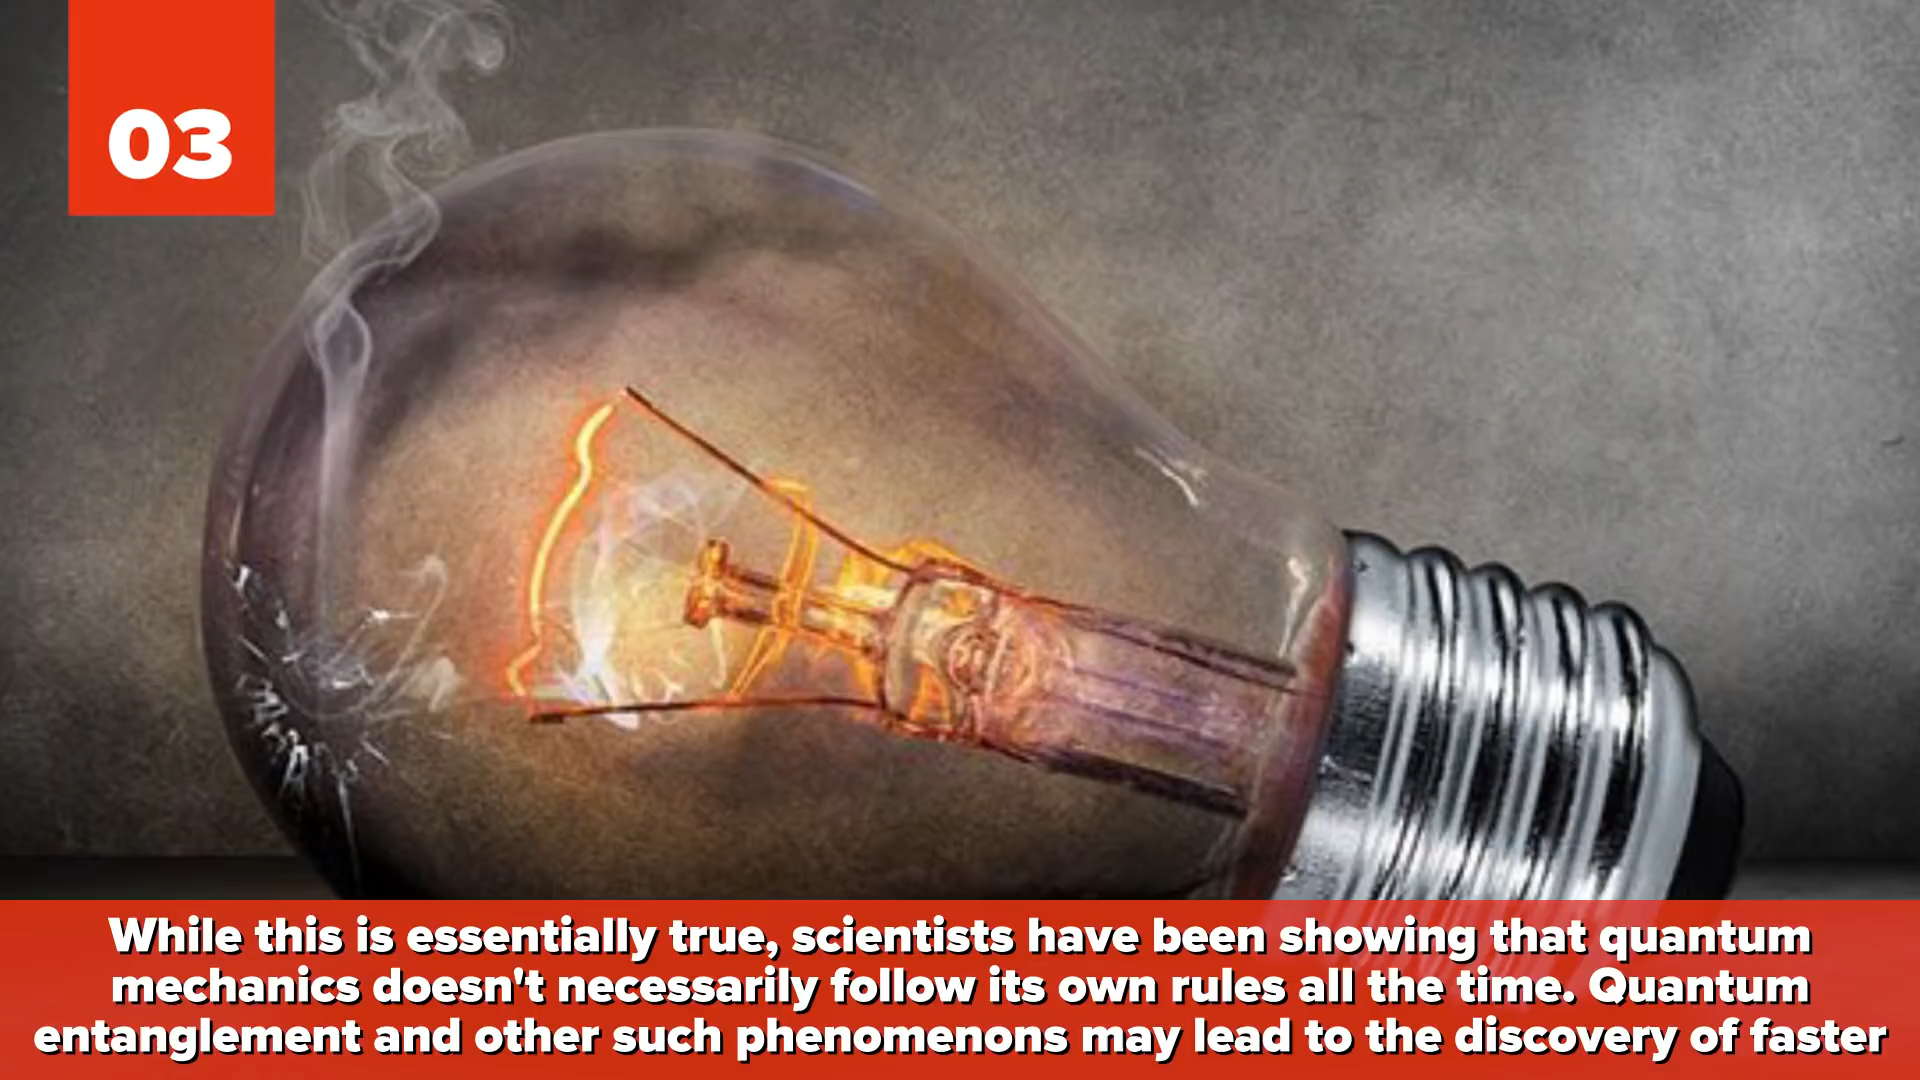 03
While this is essentially true, scientists have been showing that quantum
mechanics doesn't necessarily follow its own rules all the time. Quantum
entanglement and other such phenomenons may lead to the discovery of faster